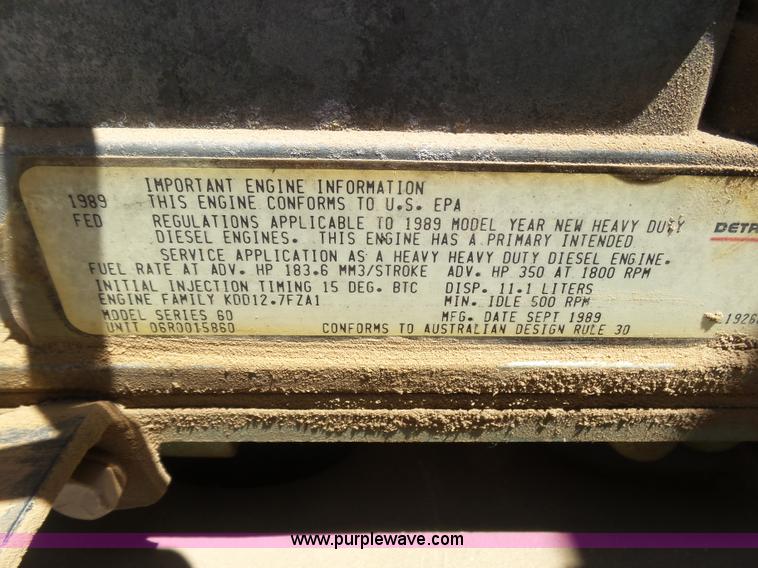 IMPORTANT ENGINE INFORMATION
1989 THIS ENGINE CONFORMS TO U.S. EPA
FED REGULATIONS APPLICABLE TO 1989 MODEL YEAR NEW HEAVY DUTY
DIESEL ENGINES. THIS ENGINE HAS A PRIMARY INTENDED
SERVICE APPLICATION AS A HEAVY HEAVY DUTY DIESEL ENGINE.
FUEL RATE AT ADV. HP 183.6 MM3/STROKE ADV. HP 350 AT 1800 RPM
INITIAL INJECTION TIMING 15 DEG. BTC DISP. 11.1 LITERS
ENGINE FAMILY KDD12.7FZA1 MIN. IDLE 500 RPM
MODEL SERIES 60 MFG. DATE SEPT 1989
UNIT 06R0015860 CONFORMS TO AUSTRALIAN DESIGN RULE 30
DETR
www.purplewave.com